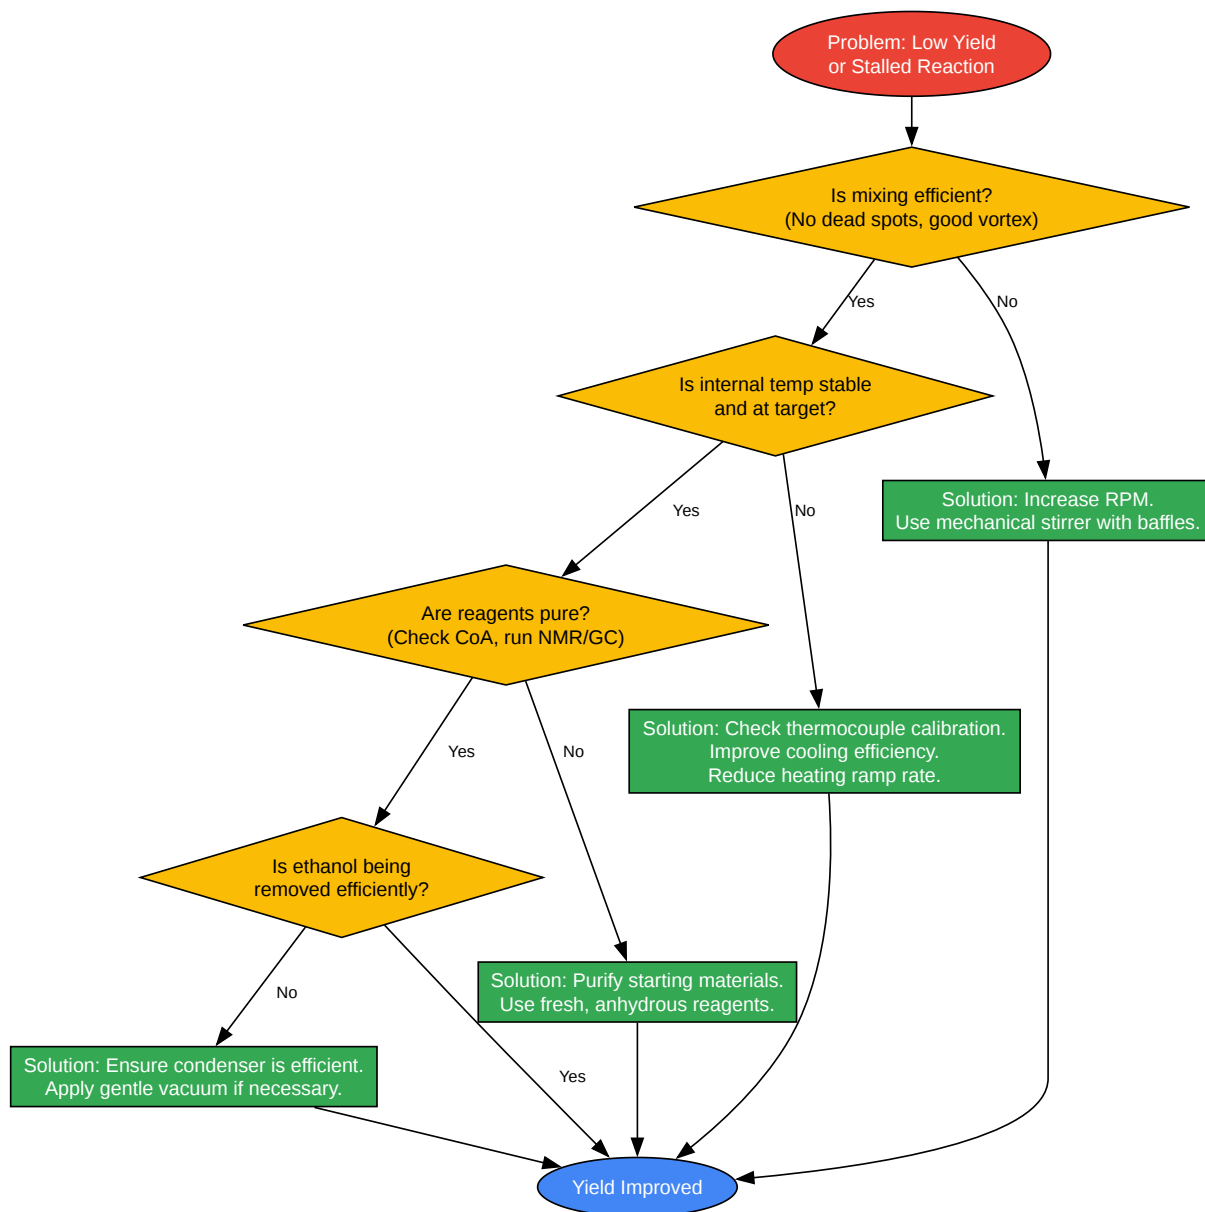 Problem: Low Yield
or Stalled Reaction
Is mixing efficient?
(No dead spots, good vortex)
Yes
No
Is internal temp stable
and at target?
Solution: Increase RPM.
Use mechanical stirrer with baffles.
Yes
No
Are reagents pure?
(Check CoA, run NMR/GC)
Solution: Check thermocouple calibration.
Improve cooling efficiency.
Reduce heating ramp rate.
Yes
No
Is ethanol being
removed efficiently?
Solution: Purify starting materials.
Use fresh, anhydrous reagents.
No
Solution: Ensure condenser is efficient.
Apply gentle vacuum if necessary.
Yes
Yield Improved